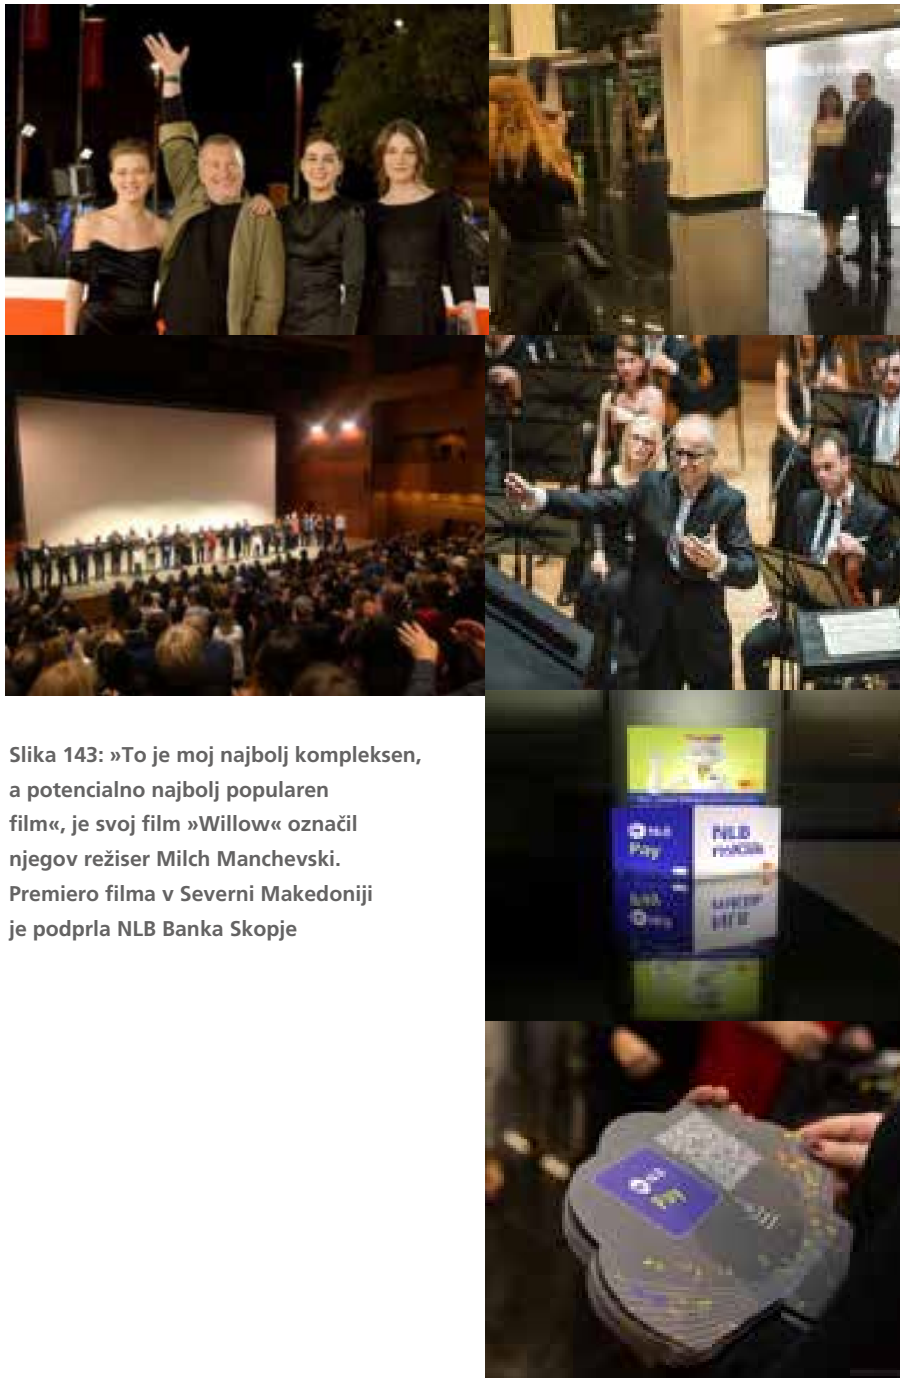 Slika 143: »To je moj najbolj kompleksen,
a potencialno najbolj popularen
film«, je svoj film »Willow« označil
njegov režiser Milch Manchevski.
Premiero filma v Severni Makedoniji
je podprla NLB Banka Skopje
NLB
Pay
NLB